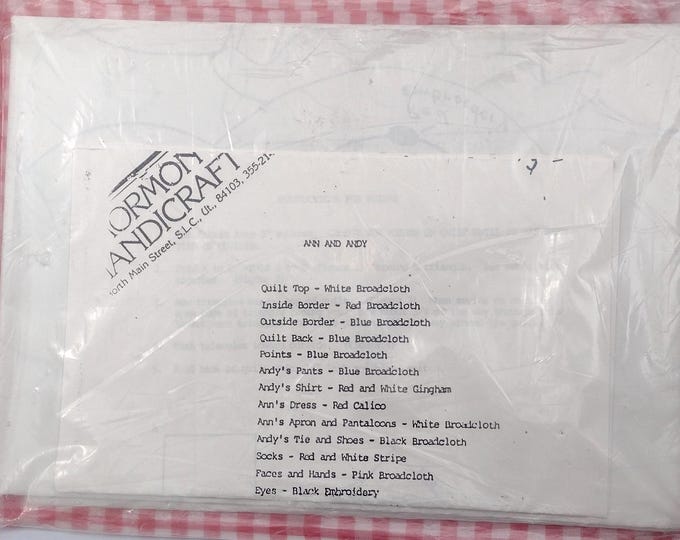 ORMON
HANDICRAFT
orth Main Street, S.L.C., Ut., 84103, 355-21
ANN AND ANDY
Quilt Top - White Broadcloth
Inside Border - Red Broadcloth
Outside Border - Blue Broadcloth
Quilt Back - Blue Broadcloth
Points - Blue Broadcloth
Andy's Pants - Blue Broadcloth
Andy's Shirt - Red and White Gingham
Ann's Dress - Red Calico
Ann's Apron and Pantaloons - White Broadcloth
Andy's Tie and Shoes - Black Broadcloth
Socks - Red and White Stripe
Faces and Hands - Pink Broadcloth
Eyes - Black Embroidery